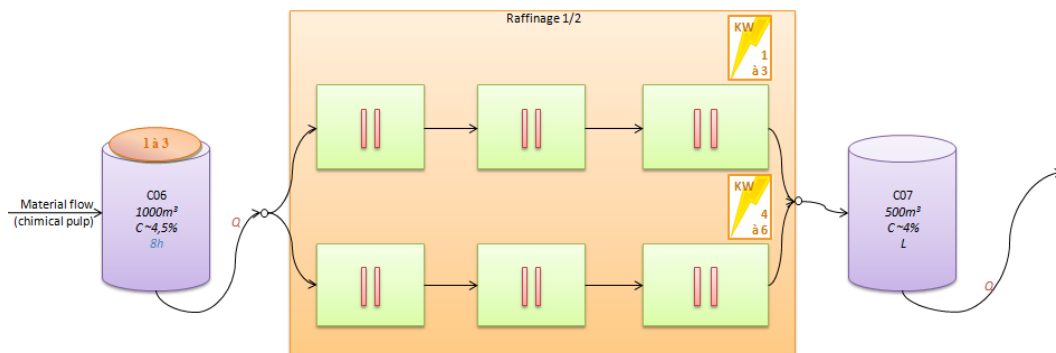 Raffinage 1/2
KW
1
à 3
1 à 3
C06
1000m³
C ~4,5%
8h
Material flow
(chimical pulp)
Q
KW
4
à 6
C07
500m³
C ~4%
L
Q